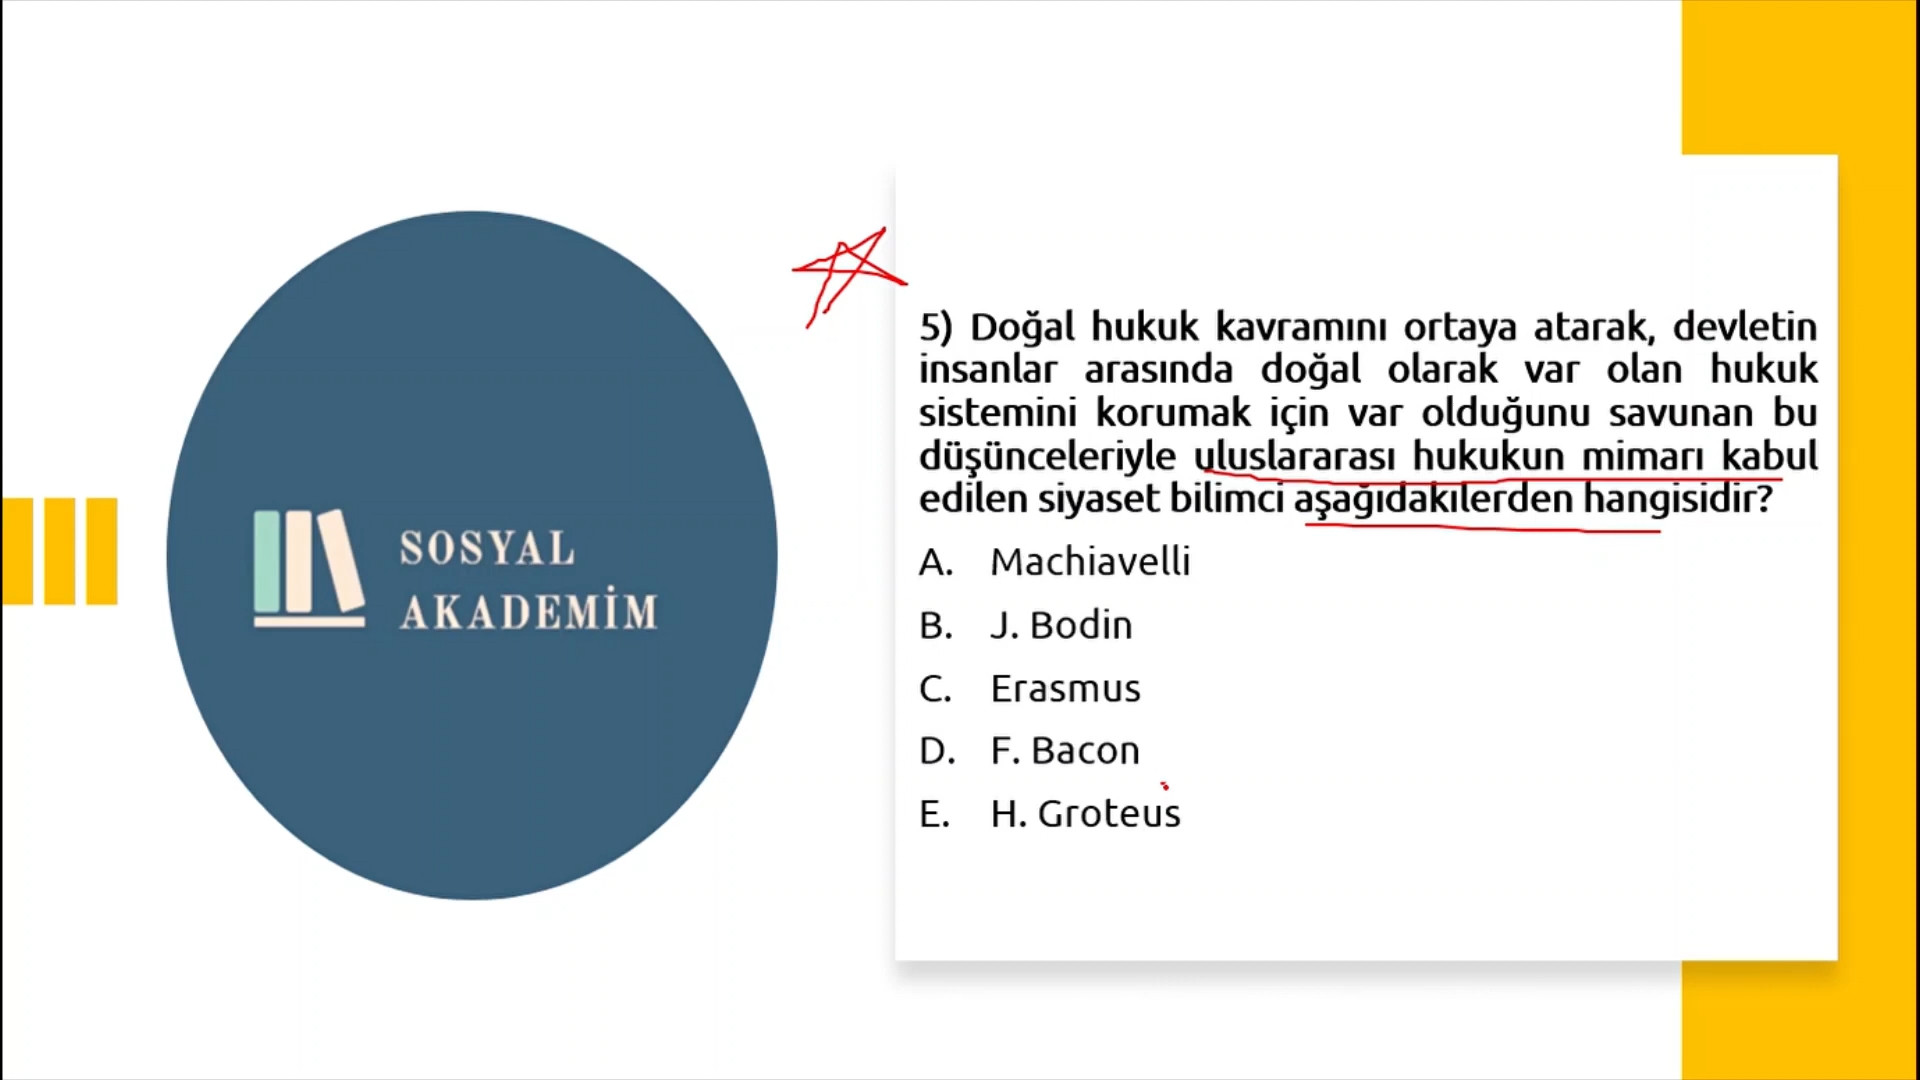 SOSYAL
AKADEMİM
5) Doğal hukuk kavramını ortaya atarak, devletin
insanlar arasında doğal olarak var olan hukuk
sistemini korumak için var olduğunu savunan bu
düşünceleriyle uluslararası hukukun mimarı kabul
edilen siyaset bilimci aşağıdakilerden hangisidir?
A. Machiavelli
B. J. Bodin
C. Erasmus
D. F. Bacon
E. H. Groteus